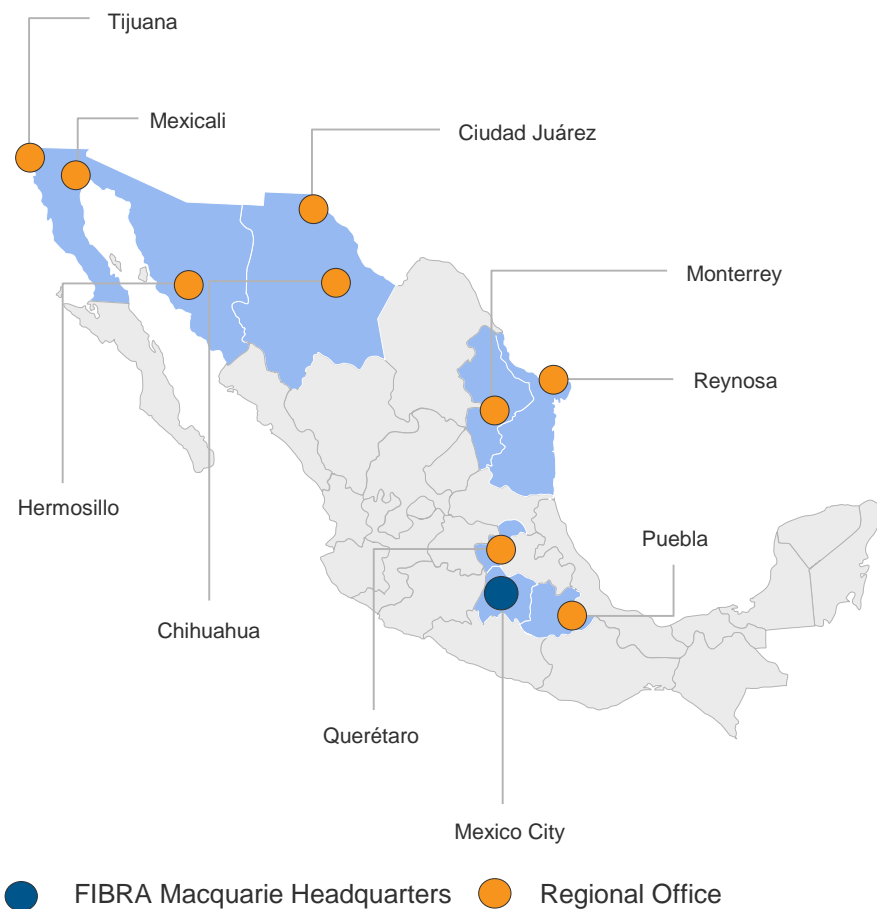 Tijuana
Mexicali
Ciudad Juárez
Monterrey
Reynosa
Hermosillo
Puebla
Chihuahua
Querétaro
Mexico City
FIBRA Macquarie Headquarters
Regional Office